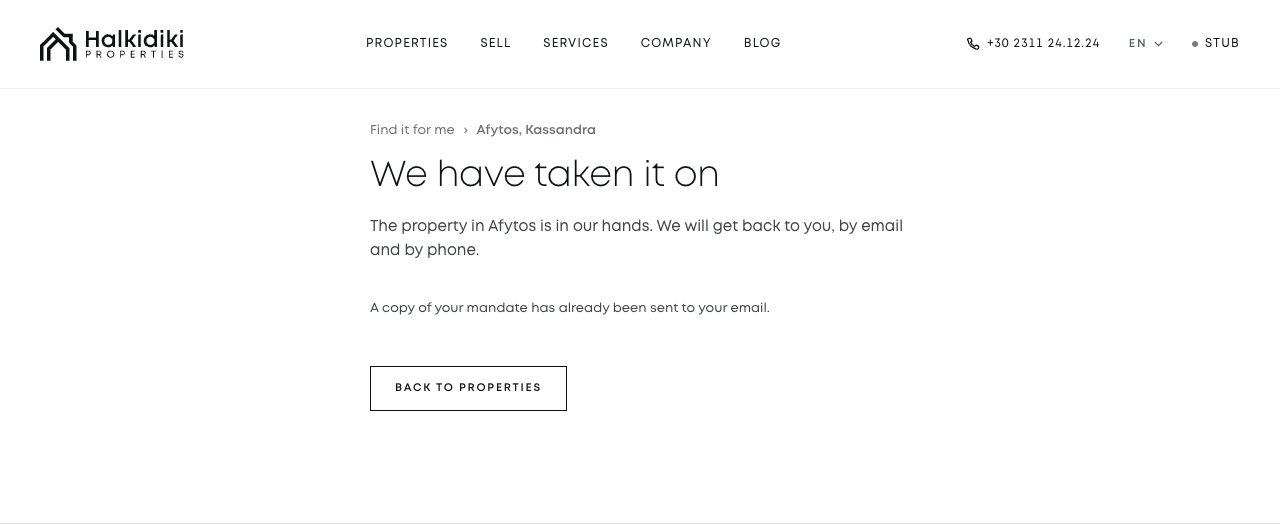 Halkidiki
PROPERTIES
PROPERTIES SELL SERVICES COMPANY BLOG
+30 2311 24.12.24
EN
STUB
Find it for me › Afytos, Kassandra
We have taken it on
The property in Afytos is in our hands. We will get back to you, by email
and by phone.
A copy of your mandate has already been sent to your email.
BACK TO PROPERTIES